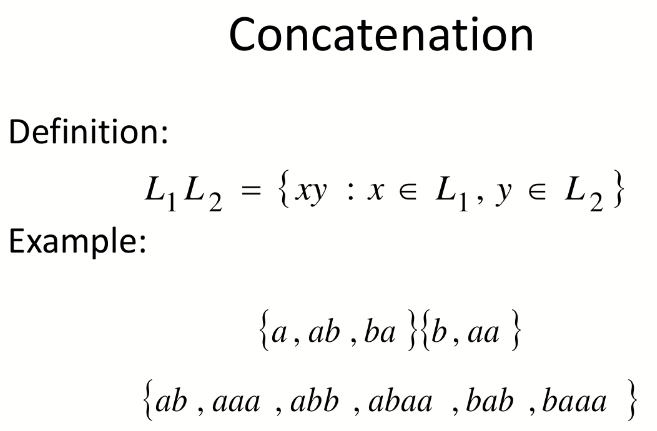 Concatenation
Definition:
L₁L₂ = {xy : x ∈ L₁, y ∈ L₂}
Example:
{a, ab, ba}{b, aa}
{ab, aaa, abb, abaa, bab, baaa}